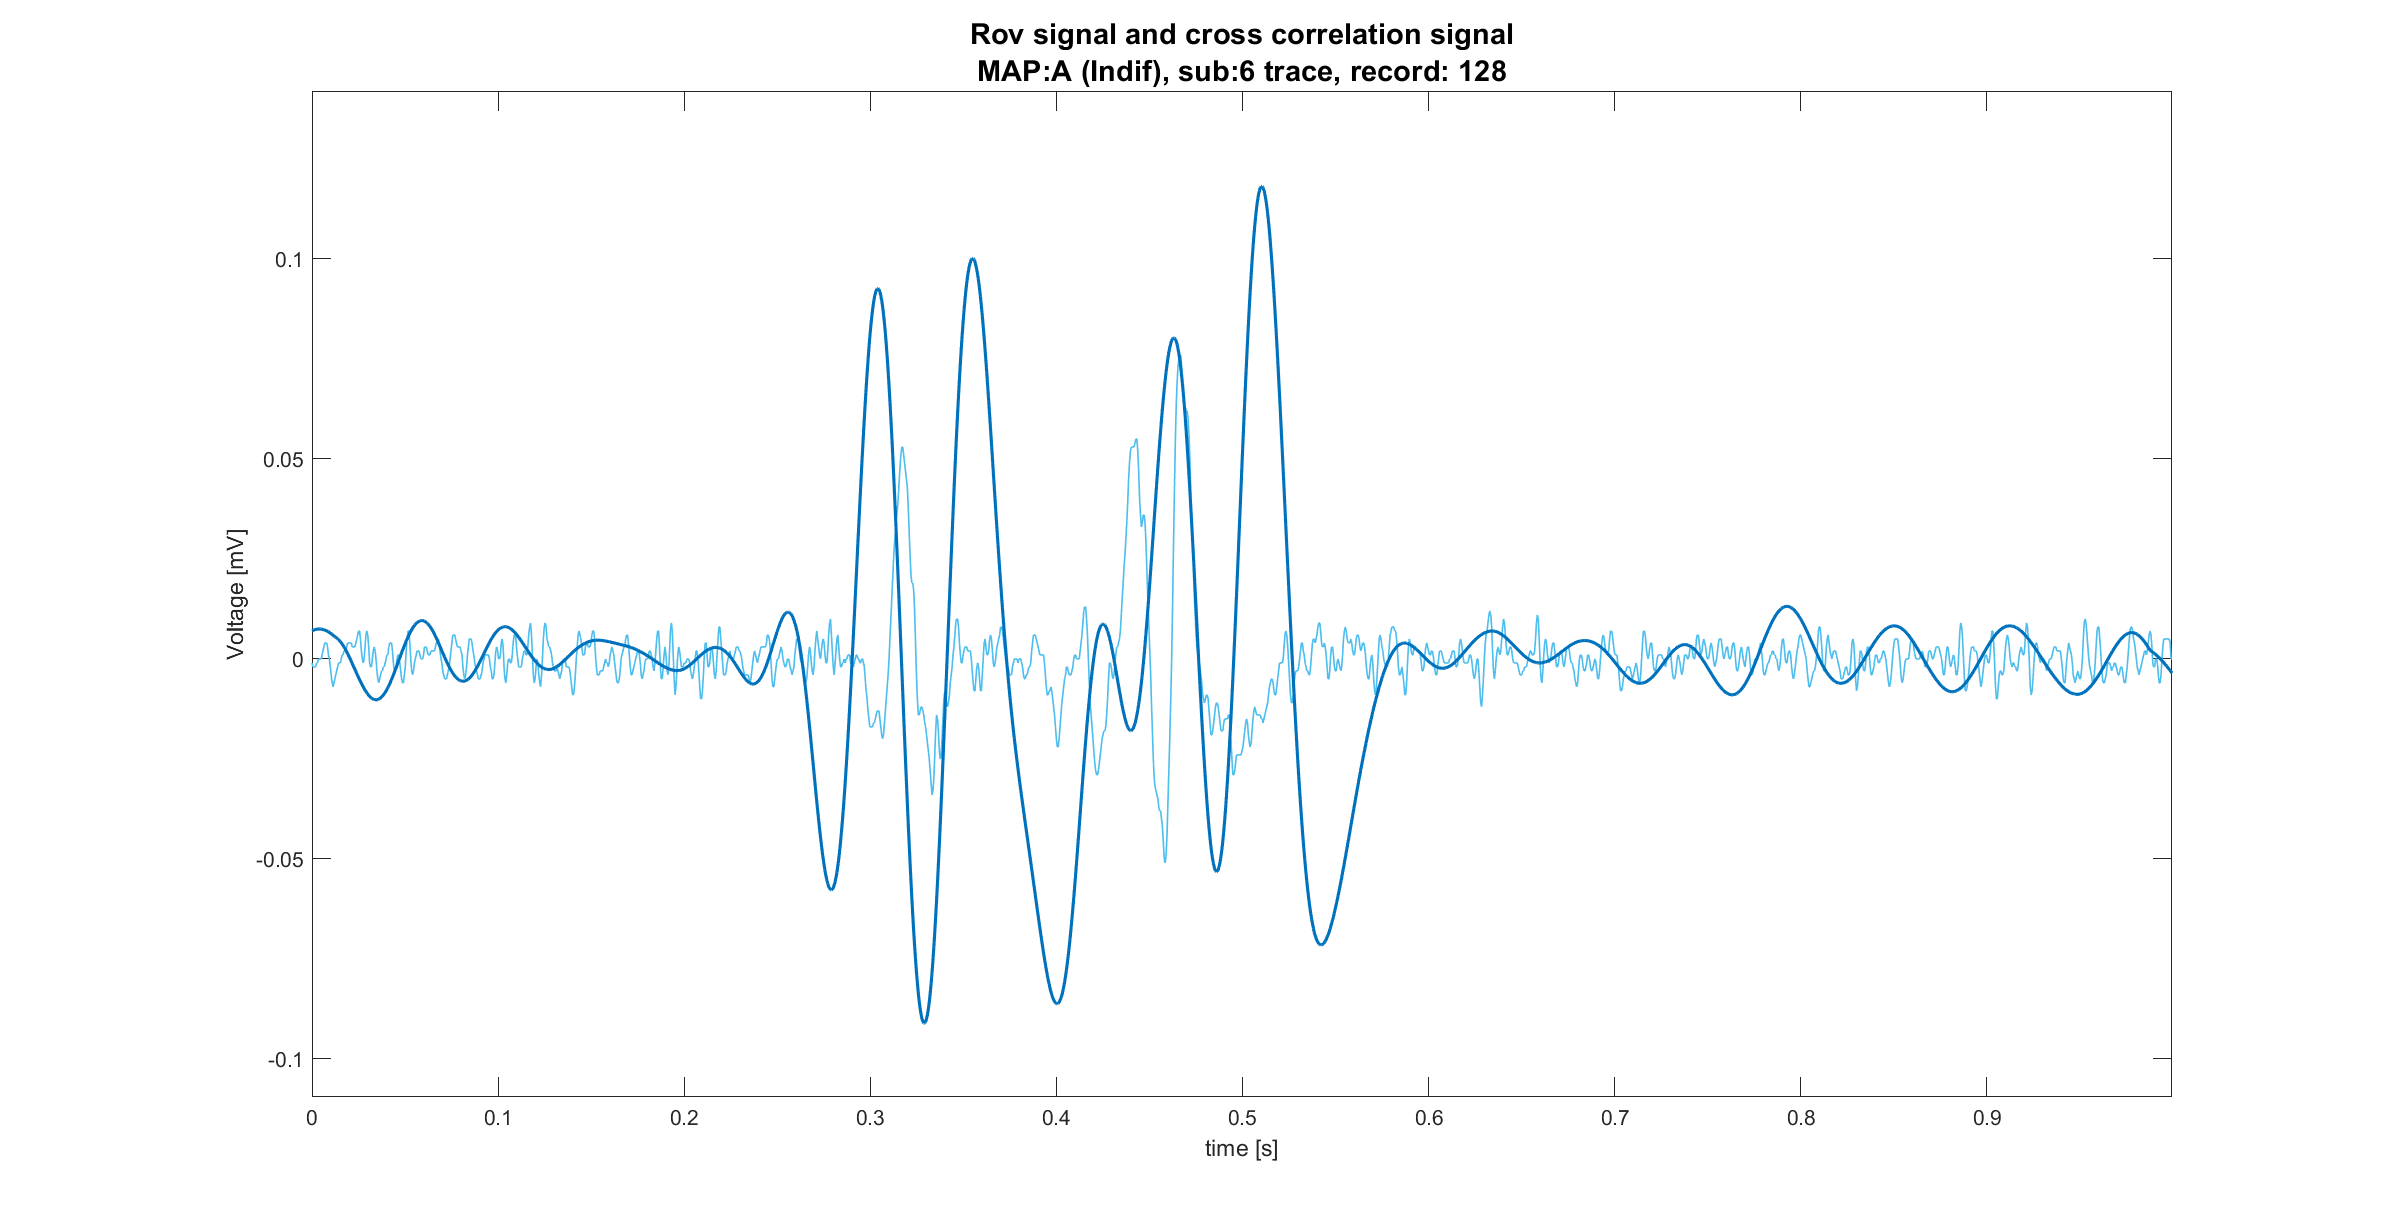 Rov signal and cross correlation signal
MAP:A (Indif), sub:6 trace, record: 128
Voltage [mV]
0.1
0.05
0
-0.05
-0.1
0 0.1 0.2 0.3 0.4 0.5 0.6 0.7 0.8 0.9
time [s]